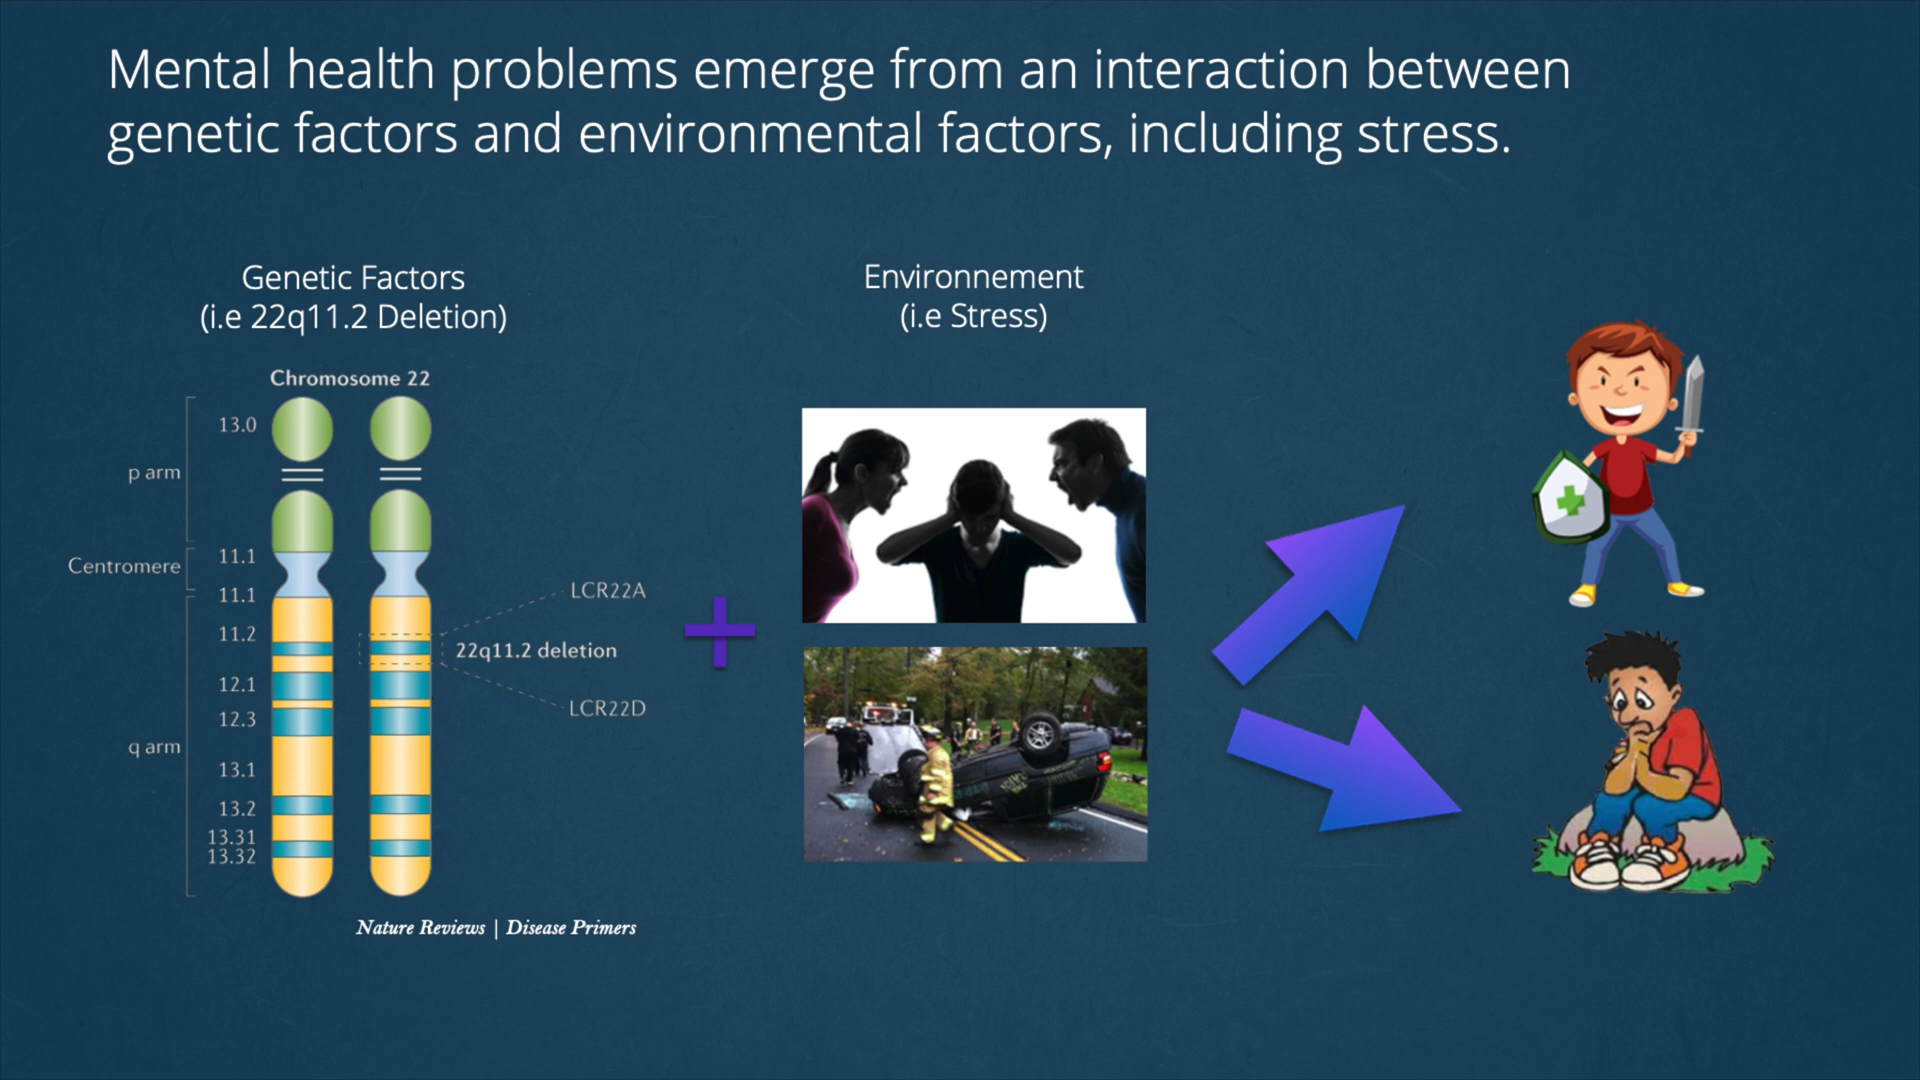 Mental health problems emerge from an interaction between
genetic factors and environmental factors, including stress.
Genetic Factors
(i.e 22q11.2 Deletion)
Chromosome 22
13.0
p arm
11.1
Centromere
11.1
11.2
12.1
12.3
q arm
13.1
13.2
13.31
13.32
LCR22A
22q11.2 deletion
LCR22D
Nature Reviews | Disease Primers
Environnement
(i.e Stress)